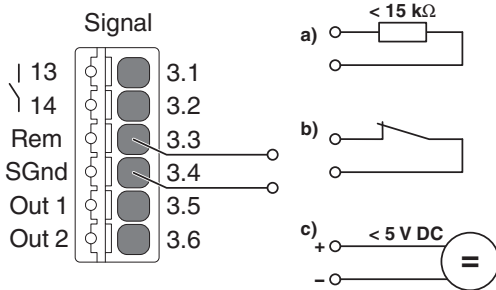 Signal
13 3.1
14 3.2
Rem 3.3
SGnd 3.4
Out 1 3.5
Out 2 3.6
a) < 15 kΩ
b)
c) < 5 V DC
+
–
=